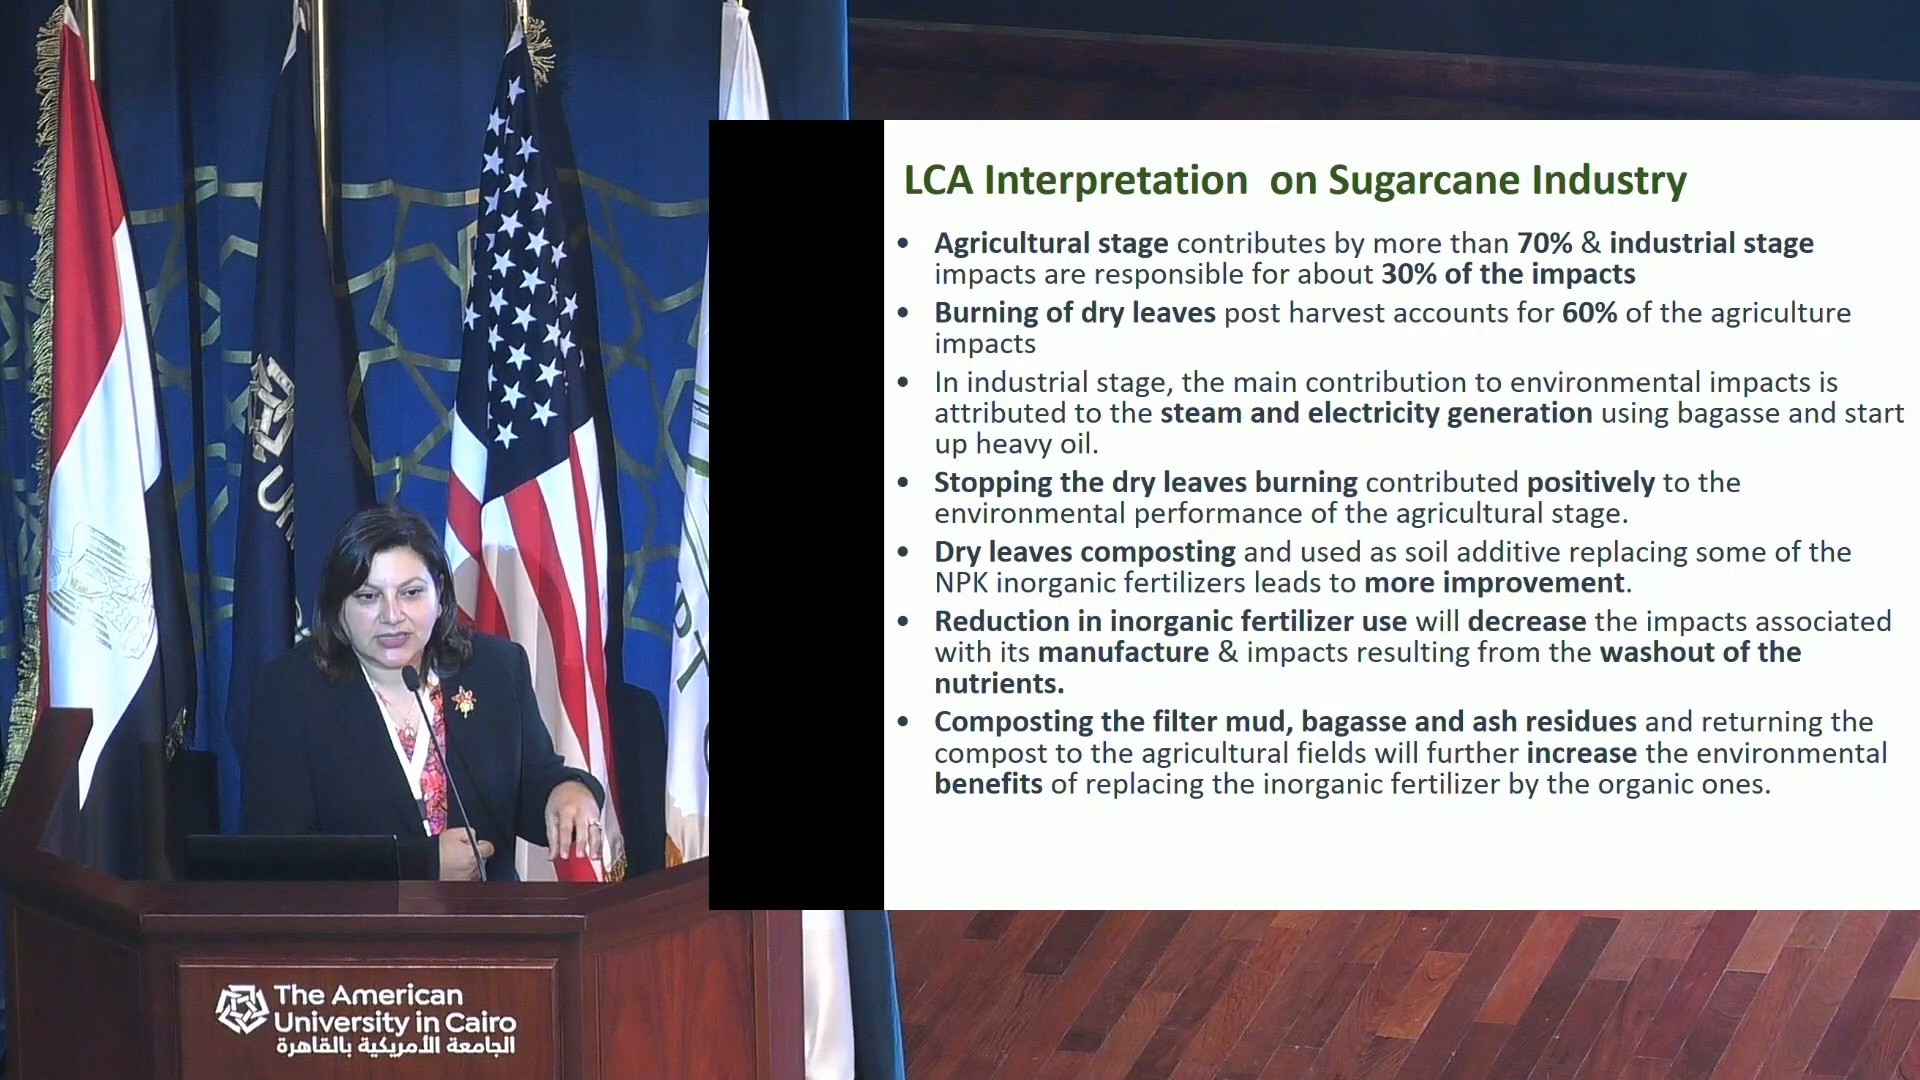 LCA Interpretation on Sugarcane Industry
• Agricultural stage contributes by more than 70% & industrial stage
impacts are responsible for about 30% of the impacts
• Burning of dry leaves post harvest accounts for 60% of the agriculture
impacts
• In industrial stage, the main contribution to environmental impacts is
attributed to the steam and electricity generation using bagasse and start
up heavy oil.
• Stopping the dry leaves burning contributed positively to the
environmental performance of the agricultural stage.
• Dry leaves composting and used as soil additive replacing some of the
NPK inorganic fertilizers leads to more improvement.
• Reduction in inorganic fertilizer use will decrease the impacts associated
with its manufacture & impacts resulting from the washout of the
nutrients.
• Composting the filter mud, bagasse and ash residues and returning the
compost to the agricultural fields will further increase the environmental
benefits of replacing the inorganic fertilizer by the organic ones.
The American
University in Cairo
الجامعة الأمريكية بالقاهرة